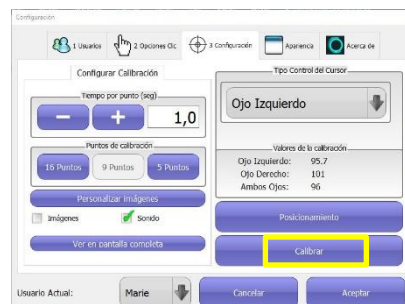 Configuración
1 Usuarios
2 Opciones Clic
3 Configuración
Apariencia
Acerca de
Configurar Calibración
Tiempo por punto (seg)
1,0
Puntos de calibración
16 Puntos
9 Puntos
5 Puntos
Personalizar Imágenes
Imágenes
Sonido
Ver en pantalla completa
Tipo Control del Cursor
Ojo Izquierdo
Valores de la calibración
Ojo Izquierdo: 95.7
Ojo Derecho: 101
Ambos Ojos: 96
Posicionamiento
Calibrar
Usuario Actual: Marie
Cancelar
Aceptar